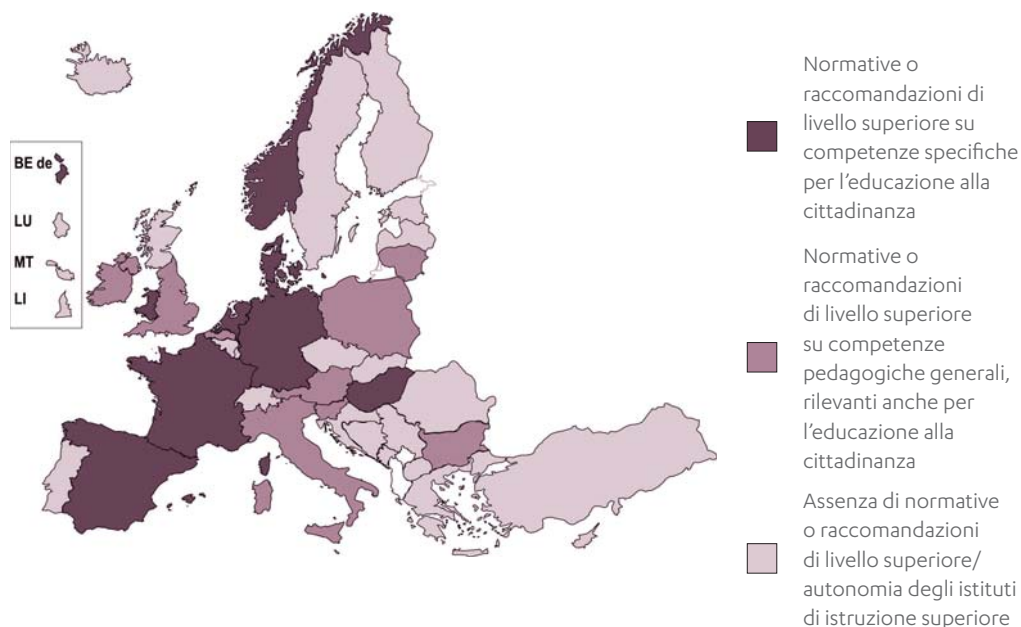 BE de
LU
MT
LI
Normative o
raccomandazioni di
livello superiore su
competenze specifiche
per l’educazione alla
cittadinanza
Normative o
raccomandazioni
di livello superiore
su competenze
pedagogiche generali,
rilevanti anche per
l’educazione alla
cittadinanza
Assenza di normative
o raccomandazioni
di livello superiore/
autonomia degli istituti
di istruzione superiore